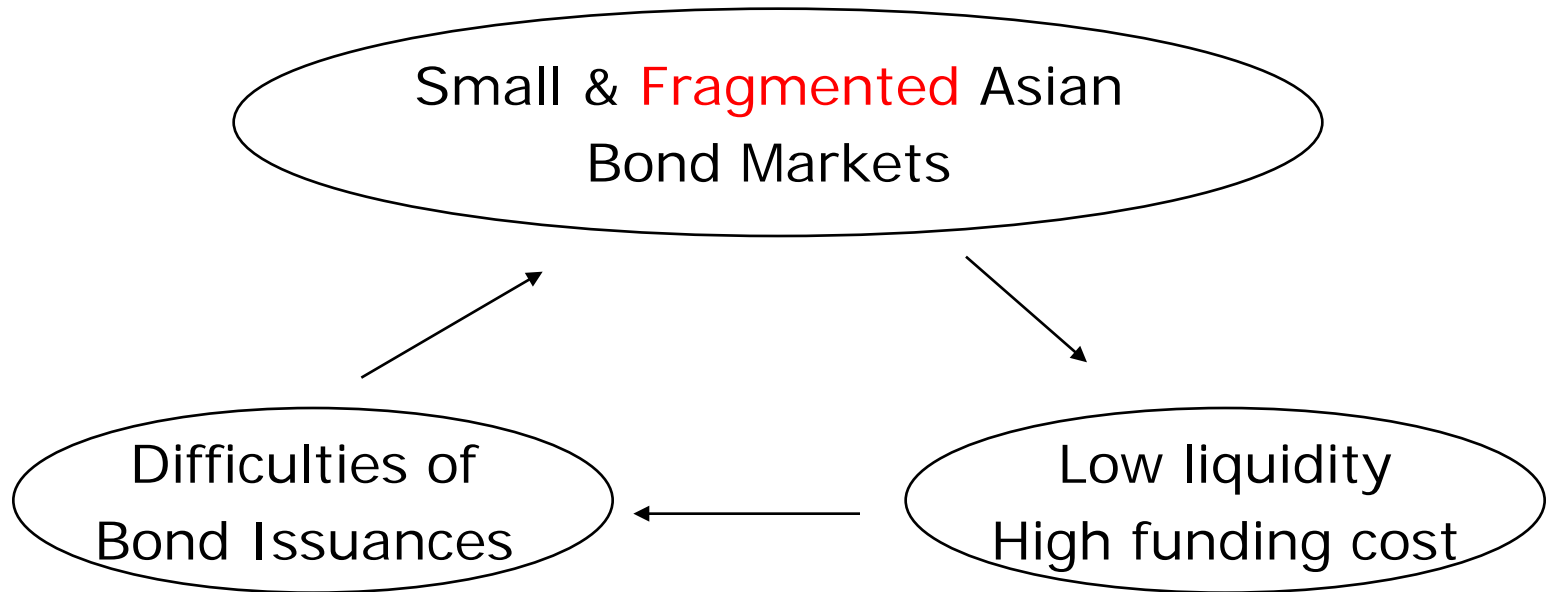 Small & Fragmented Asian
Bond Markets
Difficulties of
Bond Issuances
Low liquidity
High funding cost